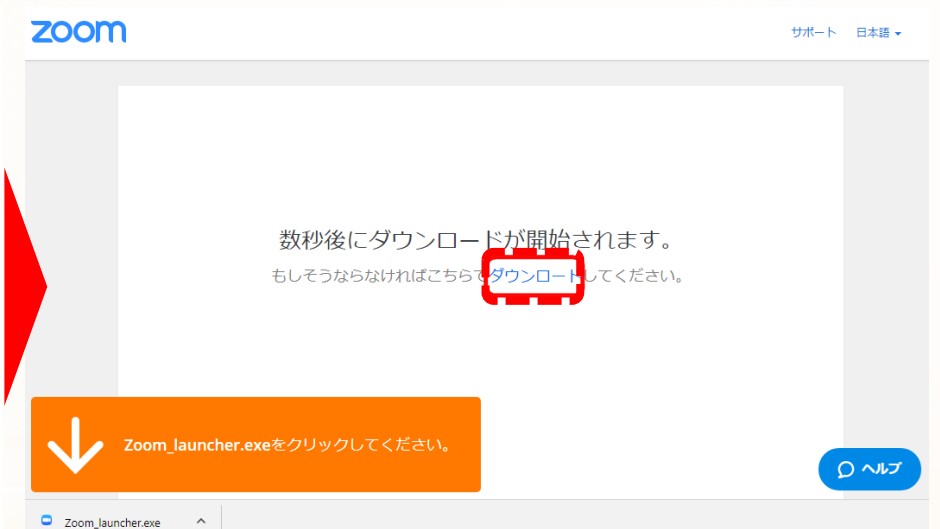 zoom
サポート 日本語
数秒後にダウンロードが開始されます。
もしそうならなければこちらでダウンロードしてください。
Zoom_launcher.exeをクリックしてください。
ヘルプ
Zoom_launcher.exe